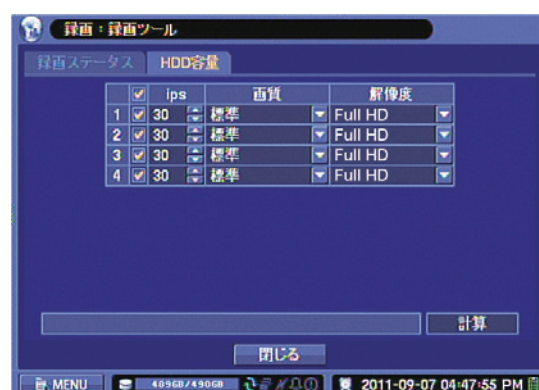 録画：録画ツール
録画ステータス HDD容量
ips 画質 解像度
1 30 標準 Full HD
2 30 標準 Full HD
3 30 標準 Full HD
4 30 標準 Full HD
計算
閉じる
MENU 409GB/490GB 2011-09-07 04:47:55 PM